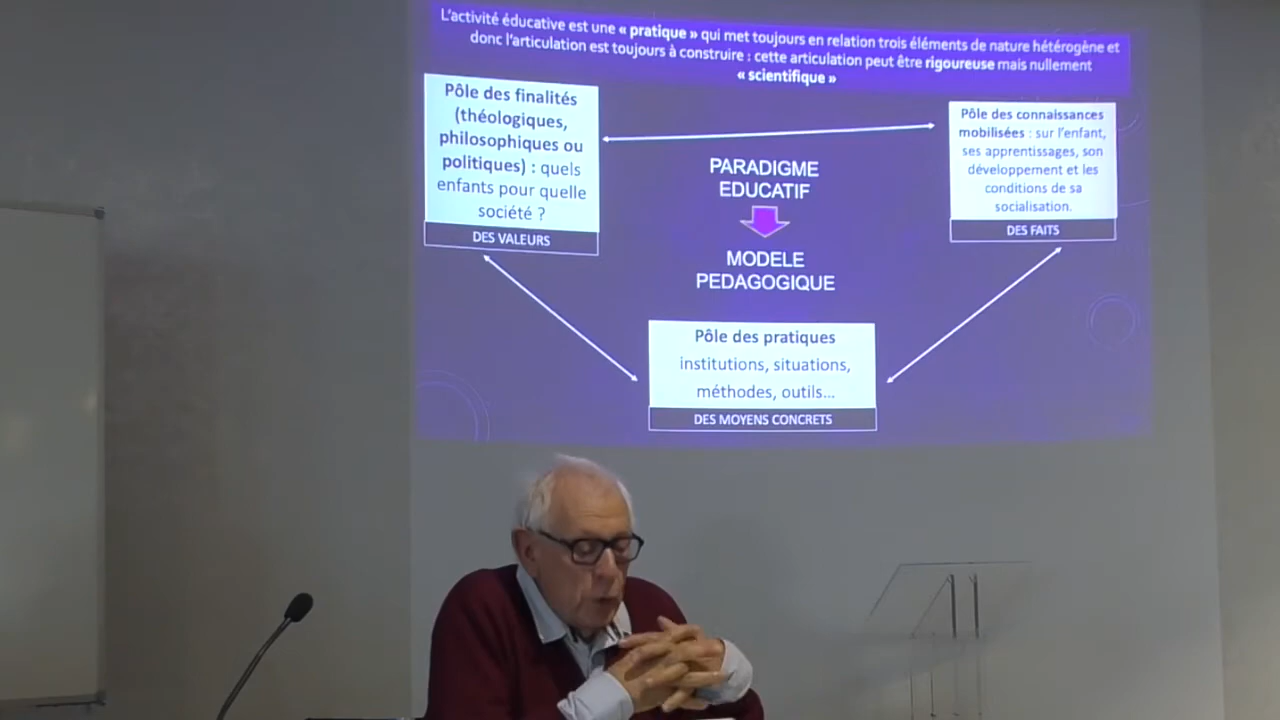 L'activité éducative est une « pratique » qui met toujours en relation trois éléments de nature hétérogène et
donc l'articulation est toujours à construire : cette articulation peut être rigoureuse mais nullement
« scientifique »
Pôle des finalités
(théologiques,
philosophiques ou
politiques) : quels
enfants pour quelle
société ?
DES VALEURS
Pôle des connaissances
mobilisées : sur l'enfant,
ses apprentissages, son
développement et les
conditions de sa
socialisation.
DES FAITS
PARADIGME
EDUCATIF
MODELE
PEDAGOGIQUE
Pôle des pratiques
institutions, situations,
méthodes, outils...
DES MOYENS CONCRETS